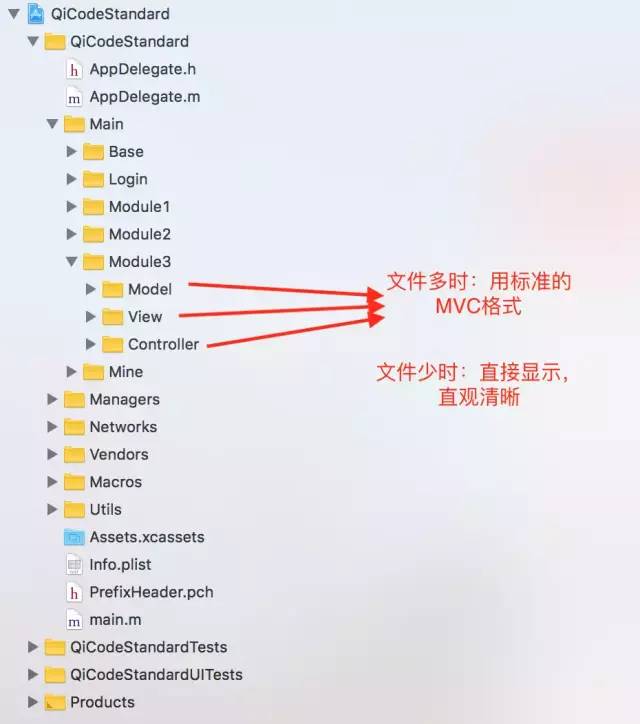 QiCodeStandard
QiCodeStandard
h AppDelegate.h
m AppDelegate.m
Main
Base
Login
Module1
Module2
Module3
Model
View
Controller
Mine
Managers
Networks
Vendors
Macros
Utils
Assets.xcassets
Info.plist
h PrefixHeader.pch
m main.m
QiCodeStandardTests
QiCodeStandardUITests
Products
文件多时：用标准的
MVC格式
文件少时：直接显示，
直观清晰